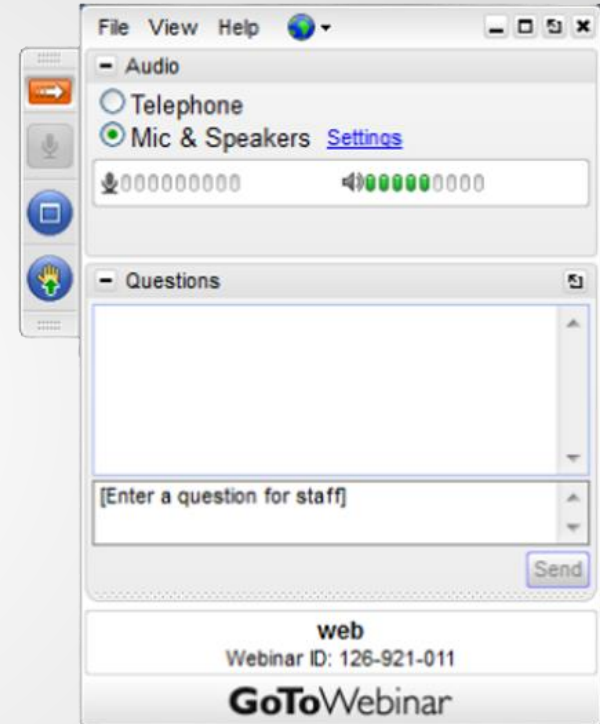 File View Help
Audio
Telephone
Mic & Speakers Settings
Questions
[Enter a question for staff]
Send
web
Webinar ID: 126-921-011
GoToWebinar